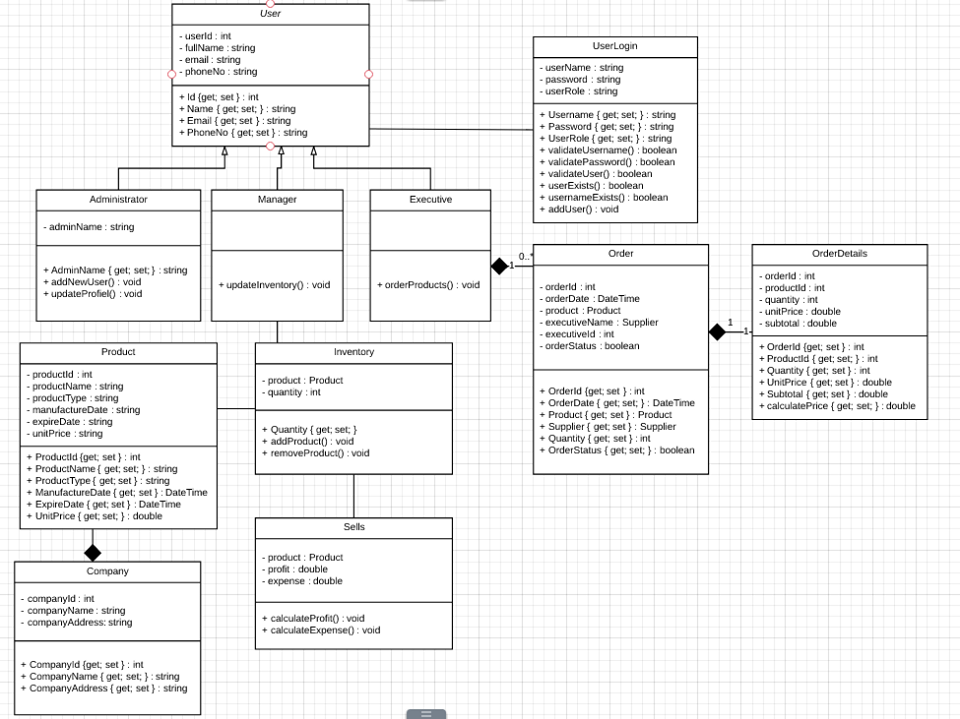 User
- userId : int
- fullName : string
- email : string
- phoneNo : string
+ Id {get; set } : int
+ Name { get; set; } : string
+ Email { get; set } : string
+ PhoneNo { get; set } : string
UserLogin
- userName : string
- password : string
- userRole : string
+ Username { get; set; } : string
+ Password { get; set; } : string
+ UserRole { get; set; } : string
+ validateUsername() : boolean
+ validatePassword() : boolean
+ validateUser() : boolean
+ userExists() : boolean
+ usernameExists() : boolean
+ addUser() : void
Administrator
- adminName : string
+ AdminName { get; set; } : string
+ addNewUser() : void
+ updateProfiel() : void
Manager
+ updateInventory() : void
Executive
+ orderProducts() : void
1
0..*
Order
- orderId : int
- orderDate : DateTime
- product : Product
- executiveName : Supplier
- executiveId : int
- orderStatus : boolean
+ OrderId {get; set } : int
+ OrderDate { get; set; } : DateTime
+ Product { get; set; } : Product
+ Supplier { get; set } : Supplier
+ Quantity { get; set } : int
+ OrderStatus { get; set; } : boolean
1
1
OrderDetails
- orderId : int
- productId : int
- quantity : int
- unitPrice : double
- subtotal : double
+ OrderId {get; set } : int
+ ProductId { get; set; } : int
+ Quantity { get; set } : int
+ UnitPrice { get; set } : double
+ Subtotal { get; set; } : double
+ calculatePrice { get; set; } : double
Product
- productId : int
- productName : string
- productType : string
- manufactureDate : string
- expireDate : string
- unitPrice : string
+ ProductId {get; set } : int
+ ProductName { get; set; } : string
+ ProductType { get; set } : string
+ ManufactureDate { get; set } : DateTime
+ ExpireDate { get; set } : DateTime
+ UnitPrice { get; set; } : double
Inventory
- product : Product
- quantity : int
+ Quantity { get; set; }
+ addProduct() : void
+ removeProduct() : void
Sells
- product : Product
- profit : double
- expense : double
+ calculateProfit() : void
+ calculateExpense() : void
Company
- companyId : int
- companyName : string
- companyAddress: string
+ CompanyId {get; set } : int
+ CompanyName { get; set; } : string
+ CompanyAddress { get; set } : string